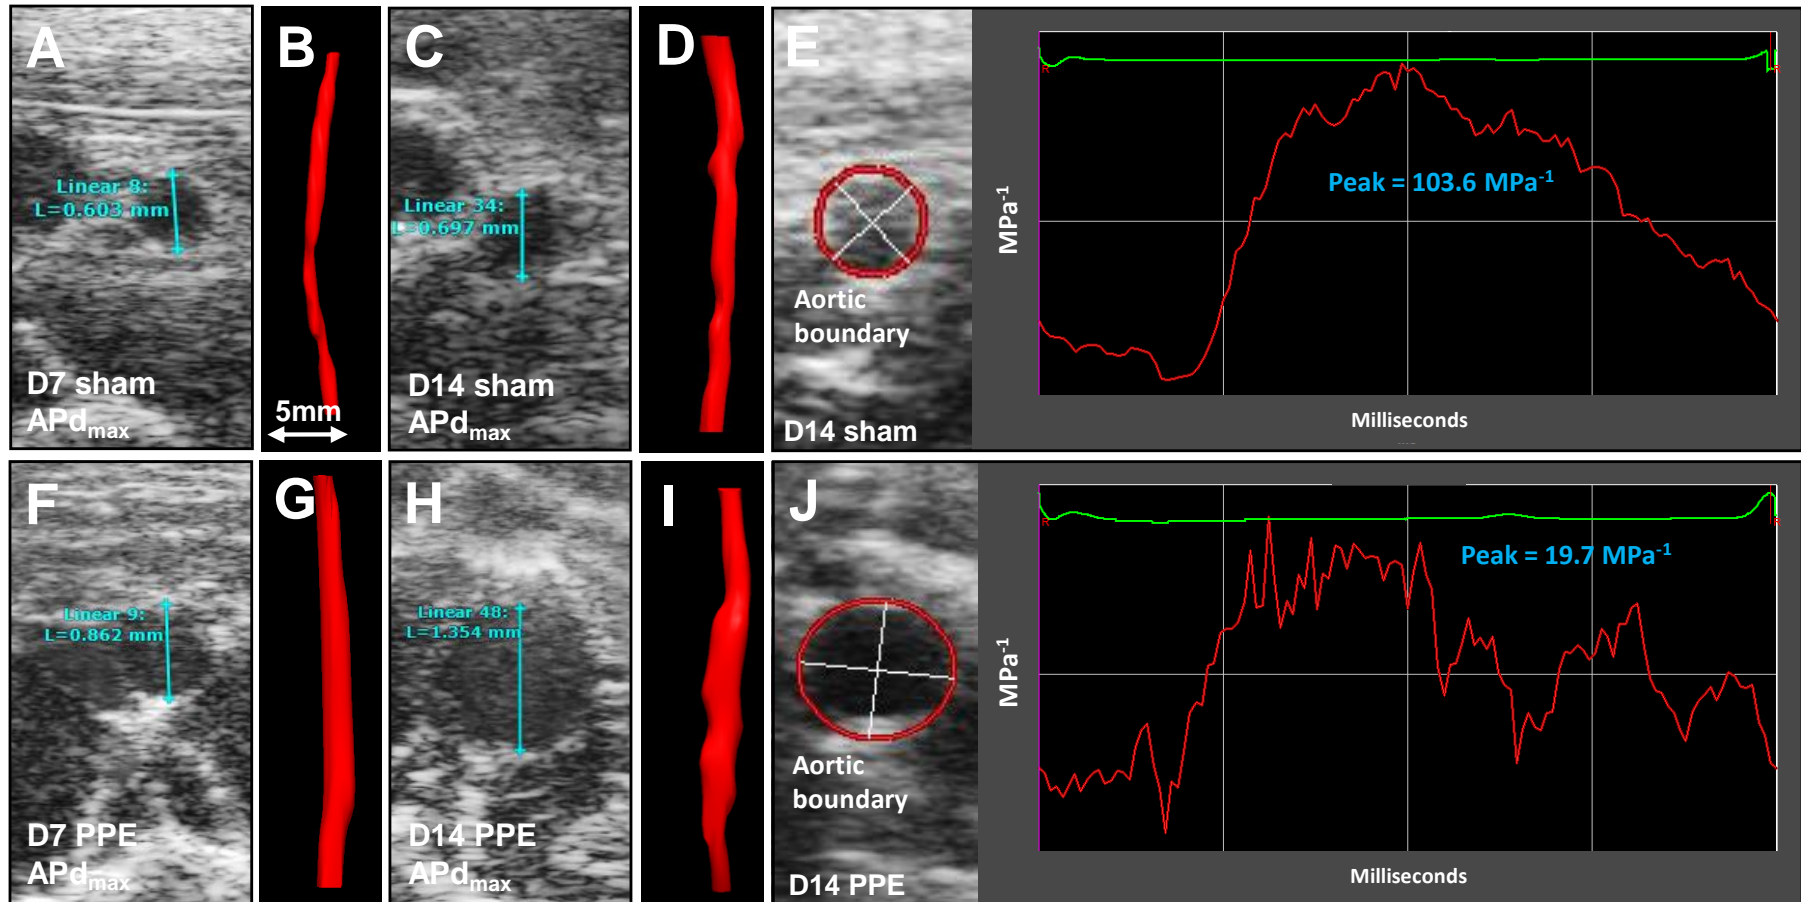 A
Linear 8:
L=0.603 mm
D7 sham
APdmax
B
5mm
C
Linear 34:
L=0.697 mm
D14 sham
APdmax
D
E
Aortic
boundary
D14 sham
R
MPa-1
Peak = 103.6 MPa-1
Milliseconds
F
Linear 9:
L=0.862 mm
D7 PPE
APdmax
G
H
Linear 48:
L=1.354 mm
D14 PPE
APdmax
I
J
Aortic
boundary
D14 PPE
R
MPa-1
Peak = 19.7 MPa-1
Milliseconds